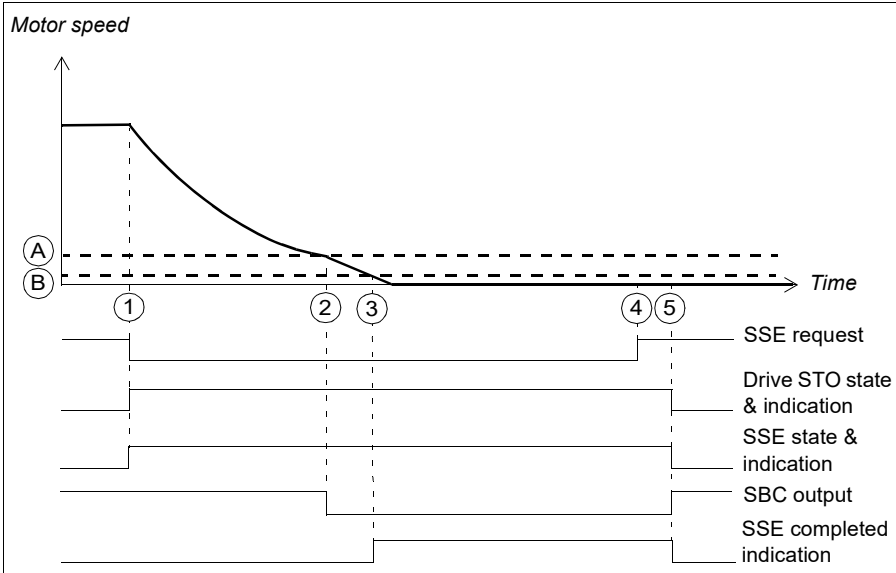 Motor speed
A
B
Time
1 2 3 4 5
SSE request
Drive STO state
& indication
SSE state &
indication
SBC output
SSE completed
indication